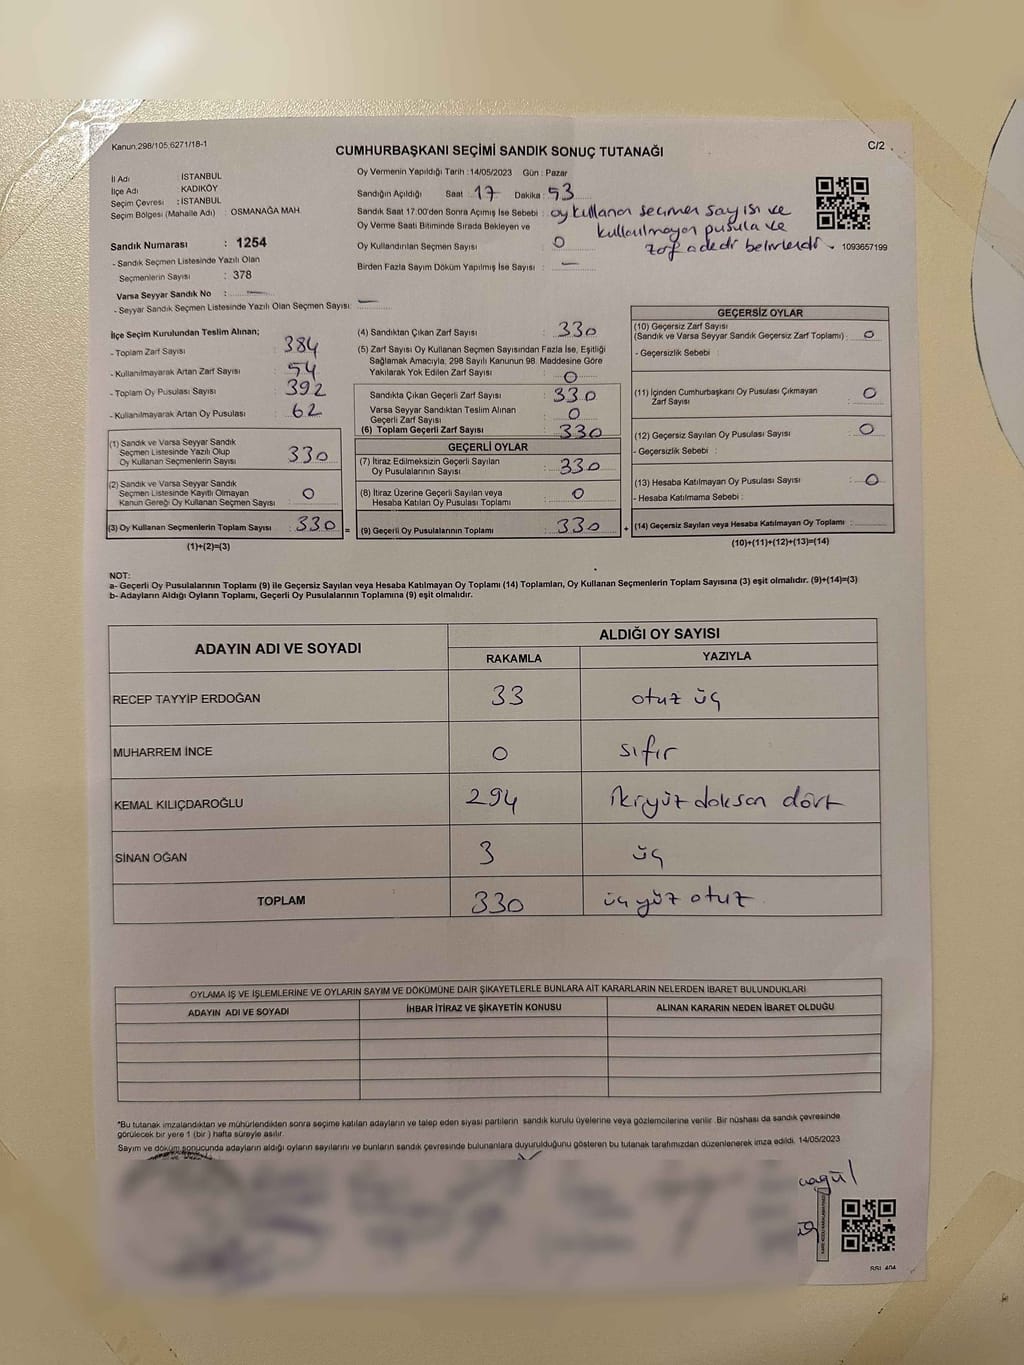 Kanun,298/105,6271/18-1
C/2
CUMHURBAŞKANI SEÇİMİ SANDIK SONUÇ TUTANAĞI
İl Adı : İSTANBUL
İlçe Adı : KADIKÖY
Seçim Çevresi : İSTANBUL
Seçim Bölgesi (Mahalle Adı) : OSMANAĞA MAH.
Sandık Numarası : 1254
- Sandık Seçmen Listesinde Yazılı Olan
Seçmenlerin Sayısı : 378
Varsa Seyyar Sandık No : —
- Seyyar Sandık Seçmen Listesinde Yazılı Olan Seçmen Sayısı: —
Oy Vermenin Yapıldığı Tarih :14/05/2023 Gün : Pazar
Sandığın Açıldığı Saat : 17 Dakika : 53
Sandık Saat 17:00'den Sonra Açımış İse Sebebi : oy kullanan seçmen sayısı ve
kullanılmayan pusula ve
zarf adedi belirlendi
Oy Verme Saati Bitiminde Sırada Bekleyen ve
Oy Kullandırılan Seçmen Sayısı : 0
Birden Fazla Sayım Döküm Yapılmış İse Sayısı : —
1093657199
İlçe Seçim Kurulundan Teslim Alınan;
- Toplam Zarf Sayısı : 384
- Kullanılmayarak Artan Zarf Sayısı : 54
- Toplam Oy Pusulası Sayısı : 392
- Kullanılmayarak Artan Oy Pusulası : 62
(1) Sandık ve Varsa Seyyar Sandık
Seçmen Listesinde Yazılı Olup
Oy Kullanan Seçmenlerin Sayısı : 330
(2) Sandık ve Varsa Seyyar Sandık
Seçmen Listesinde Kayıtlı Olmayan
Kanun Gereği Oy Kullanan Seçmen Sayısı : 0
(3) Oy Kullanan Seçmenlerin Toplam Sayısı : 330 =
(1)+(2)=(3)
(4) Sandıktan Çıkan Zarf Sayısı : 330
(5) Zarf Sayısı Oy Kullanan Seçmen Sayısından Fazla İse, Eşitliği
Sağlamak Amacıyla; 298 Sayılı Kanunun 98. Maddesine Göre
Yakılarak Yok Edilen Zarf Sayısı : 0
Sandıkta Çıkan Geçerli Zarf Sayısı : 330
Varsa Seyyar Sandıktan Teslim Alınan
Geçerli Zarf Sayısı : 0
(6) Toplam Geçerli Zarf Sayısı : 330
GEÇERLİ OYLAR
(7) İtiraz Edilmeksizin Geçerli Sayılan
Oy Pusulalarının Sayısı : 330
(8) İtiraz Üzerine Geçerli Sayılan veya
Hesaba Katılan Oy Pusulası Toplamı : 0
(9) Geçerli Oy Pusulalarının Toplamı : 330 +
GEÇERSİZ OYLAR
(10) Geçersiz Zarf Sayısı
(Sandık ve Varsa Seyyar Sandık Geçersiz Zarf Toplamı) : 0
- Geçersizlik Sebebi :
(11) İçinden Cumhurbaşkanı Oy Pusulası Çıkmayan
Zarf Sayısı : 0
(12) Geçersiz Sayılan Oy Pusulası Sayısı : 0
- Geçersizlik Sebebi :
(13) Hesaba Katılmayan Oy Pusulası Sayısı : 0
- Hesaba Katılmama Sebebi :
(14) Geçersiz Sayılan veya Hesaba Katılmayan Oy Toplamı :
(10)+(11)+(12)+(13)=(14)
NOT:
a- Geçerli Oy Pusulalarının Toplamı (9) ile Geçersiz Sayılan veya Hesaba Katılmayan Oy Toplamı (14) Toplamları, Oy Kullanan Seçmenlerin Toplam Sayısına (3) eşit olmalıdır. (9)+(14)=(3)
b- Adayların Aldığı Oyların Toplamı, Geçerli Oy Pusulalarının Toplamına (9) eşit olmalıdır.
ADAYIN ADI VE SOYADI
ALDIĞI OY SAYISI
RAKAMLA YAZIYLA
RECEP TAYYİP ERDOĞAN 33 otuz üç
MUHARREM İNCE 0 sıfır
KEMAL KILIÇDAROĞLU 294 ikiyüz doksan dört
SİNAN OĞAN 3 üç
TOPLAM 330 üçyüz otuz
OYLAMA İŞ VE İŞLEMLERİNE VE OYLARIN SAYIM VE DÖKÜMÜNE DAİR ŞİKAYETLERLE BUNLARA AİT KARARLARIN NELERDEN İBARET BULUNDUKLARI
ADAYIN ADI VE SOYADI İHBAR İTİRAZ VE ŞİKAYETİN KONUSU ALINAN KARARIN NEDEN İBARET OLDUĞU
*Bu tutanak imzalandıktan ve mühürlendikten sonra seçime katılan adayların ve talep eden siyasi partilerin sandık kurulu üyelerine veya gözlemcilerine verilir. Bir nüshası da sandık çevresinde
görülecek bir yere 1 (bir) hafta süreyle asılır.
Sayım ve döküm sonucunda adayların aldığı oyların sayılarını ve bunların sandık çevresinde bulunanlara duyurulduğunu gösteren bu tutanak tarafımızdan düzenlenerek imza edildi. 14/05/2023